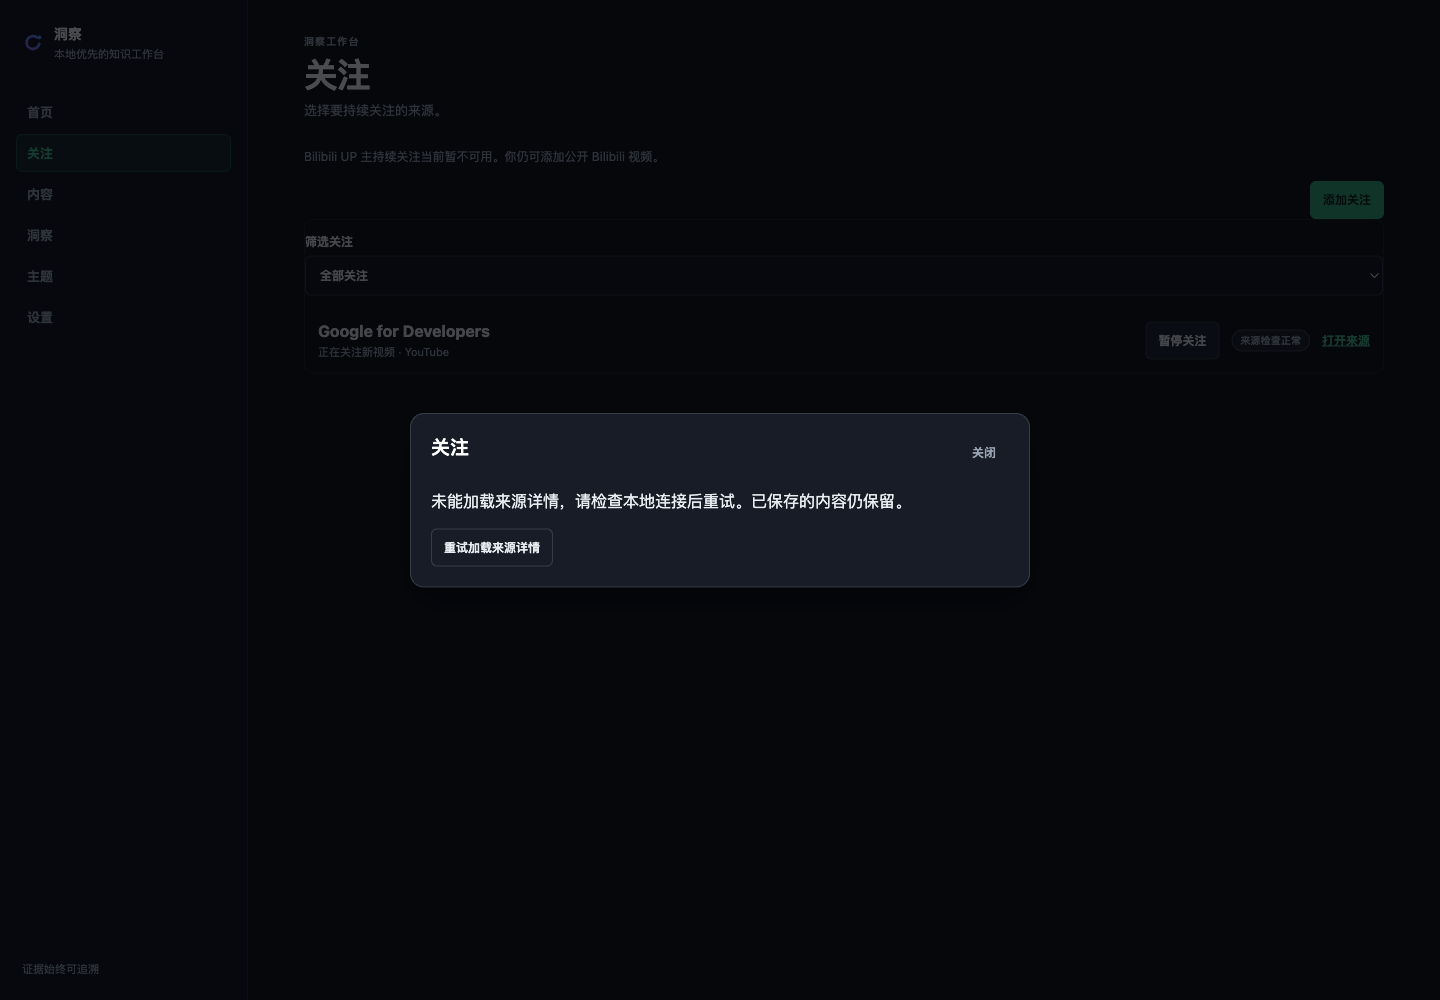 洞察
本地优先的知识工作台
首页
关注
内容
洞察
主题
设置
证据始终可追溯
洞察工作台
关注
选择要持续关注的来源。
Bilibili UP 主持续关注当前暂不可用。你仍可添加公开 Bilibili 视频。
添加关注
筛选关注
全部关注
Google for Developers
正在关注新视频 · YouTube
暂停关注
来源检查正常
打开来源
关注
关闭
未能加载来源详情，请检查本地连接后重试。已保存的内容仍保留。
重试加载来源详情